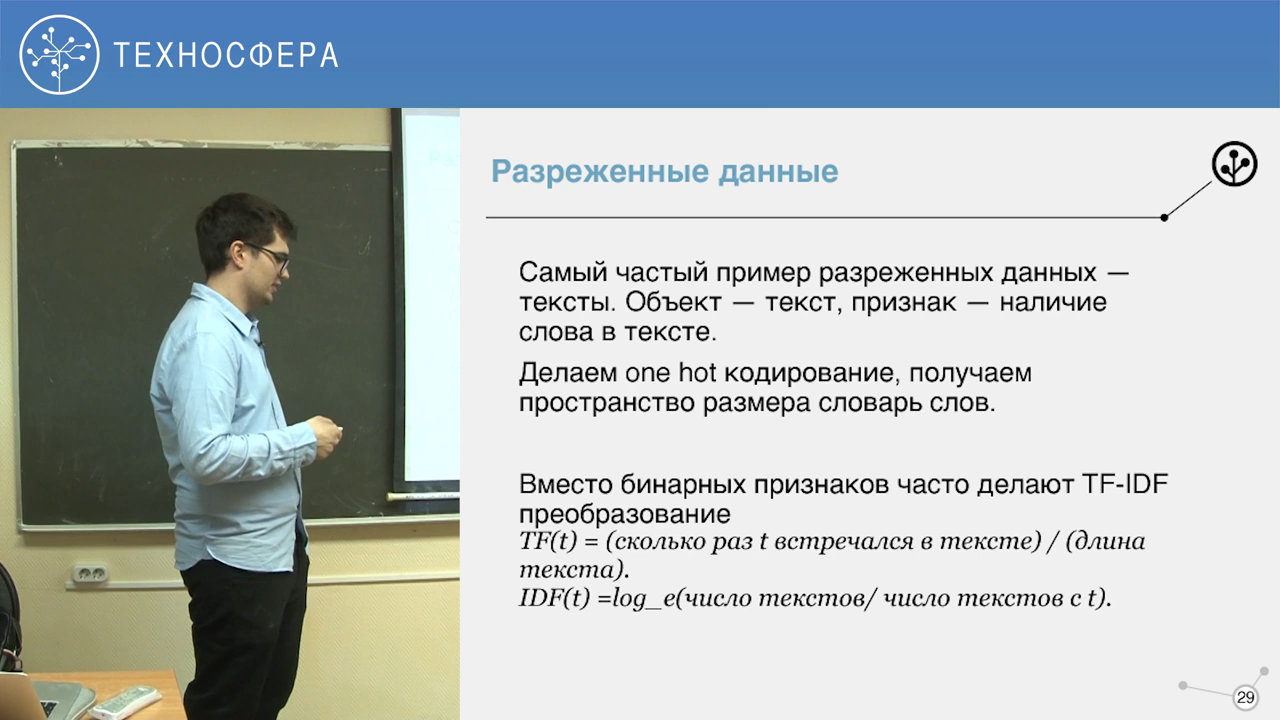 ТЕХНОСФЕРА
Разреженные данные
Самый частый пример разреженных данных —
тексты. Объект — текст, признак — наличие
слова в тексте.
Делаем one hot кодирование, получаем
пространство размера словарь слов.
Вместо бинарных признаков часто делают TF-IDF
преобразование
TF(t) = (сколько раз t встречался в тексте) / (длина
текста).
IDF(t) =log_e(число текстов/ число текстов с t).
29